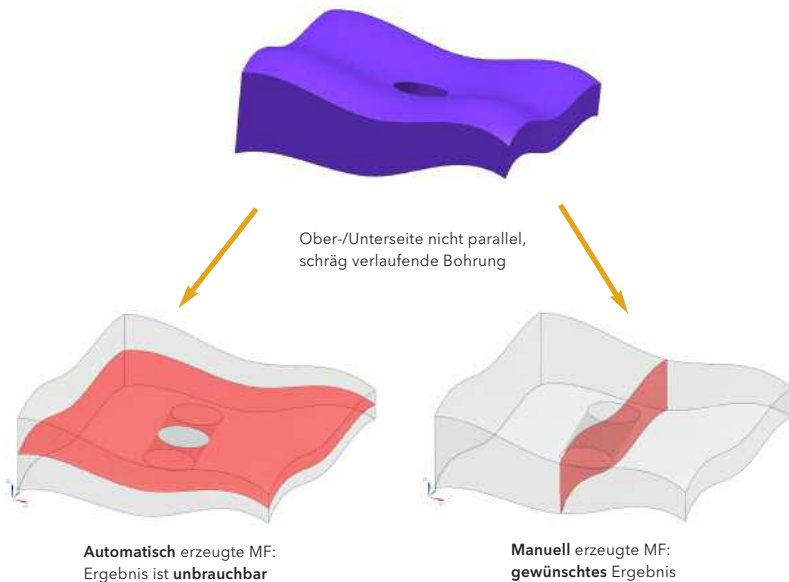 Ober-/Unterseite nicht parallel,
schräg verlaufende Bohrung
Automatisch erzeugte MF:
Ergebnis ist unbrauchbar
Manuell erzeugte MF:
gewünschtes Ergebnis